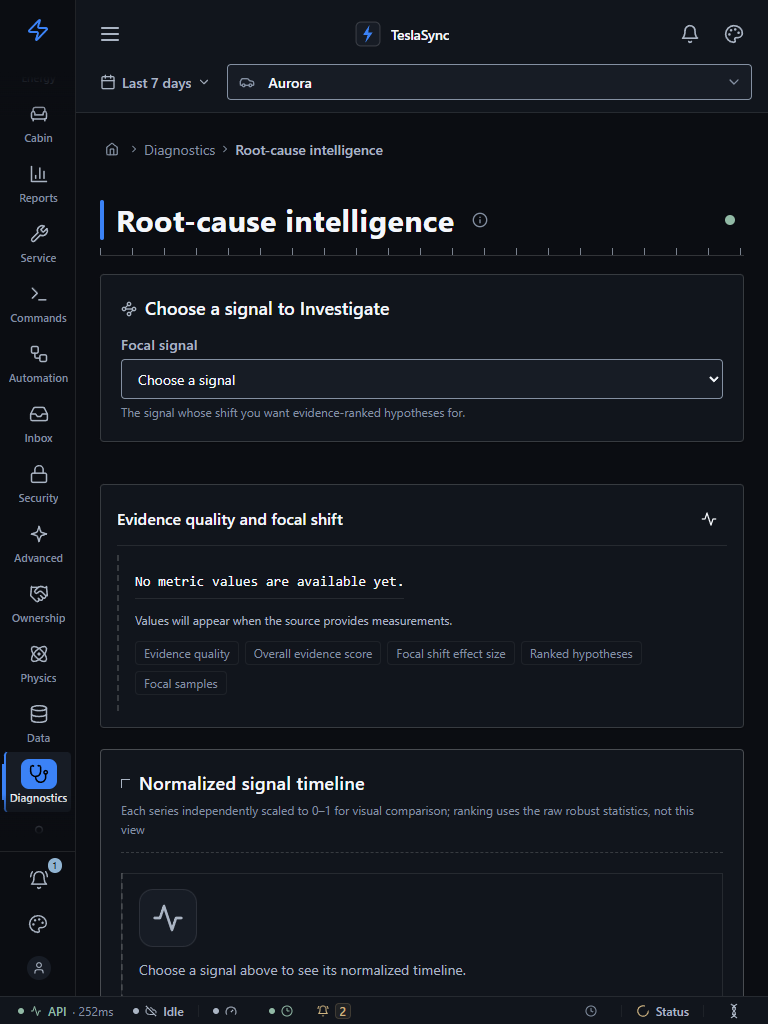 TeslaSync
Last 7 days
Aurora
Energy
Cabin
Reports
Service
Commands
Automation
Inbox
Security
Advanced
Ownership
Physics
Data
Diagnostics
1
Diagnostics
Root-cause intelligence
Root-cause intelligence
Choose a signal to Investigate
Focal signal
Choose a signal
The signal whose shift you want evidence-ranked hypotheses for.
Evidence quality and focal shift
No metric values are available yet.
Values will appear when the source provides measurements.
Evidence quality
Overall evidence score
Focal shift effect size
Ranked hypotheses
Focal samples
Normalized signal timeline
Each series independently scaled to 0–1 for visual comparison; ranking uses the raw robust statistics, not this
view
Choose a signal above to see its normalized timeline.
API · 252ms
Idle
2
Status